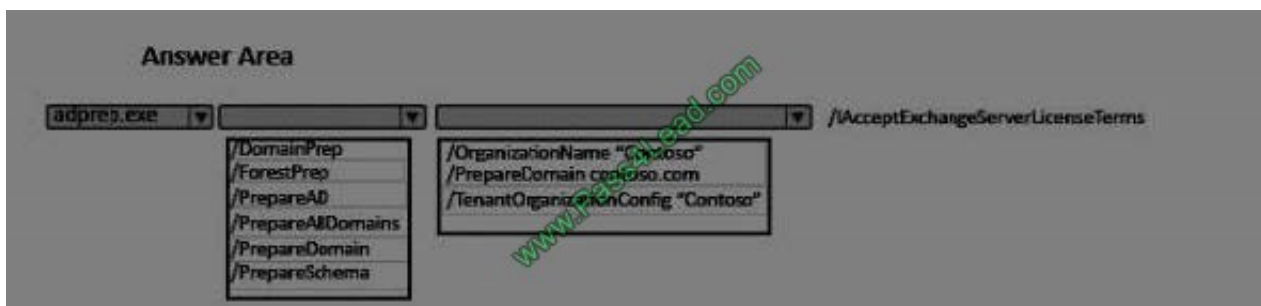 Answer Area
adprep.exe /IAcceptExchangeServerLicenseTerms
/DomainPrep
/ForestPrep
/PrepareAD
/PrepareAllDomains
/PrepareDomain
/PrepareSchema
/OrganizationName "Contoso"
/PrepareDomain contoso.com
/TenantOrganizationConfig "Contoso"
www.Pass4Lead.com